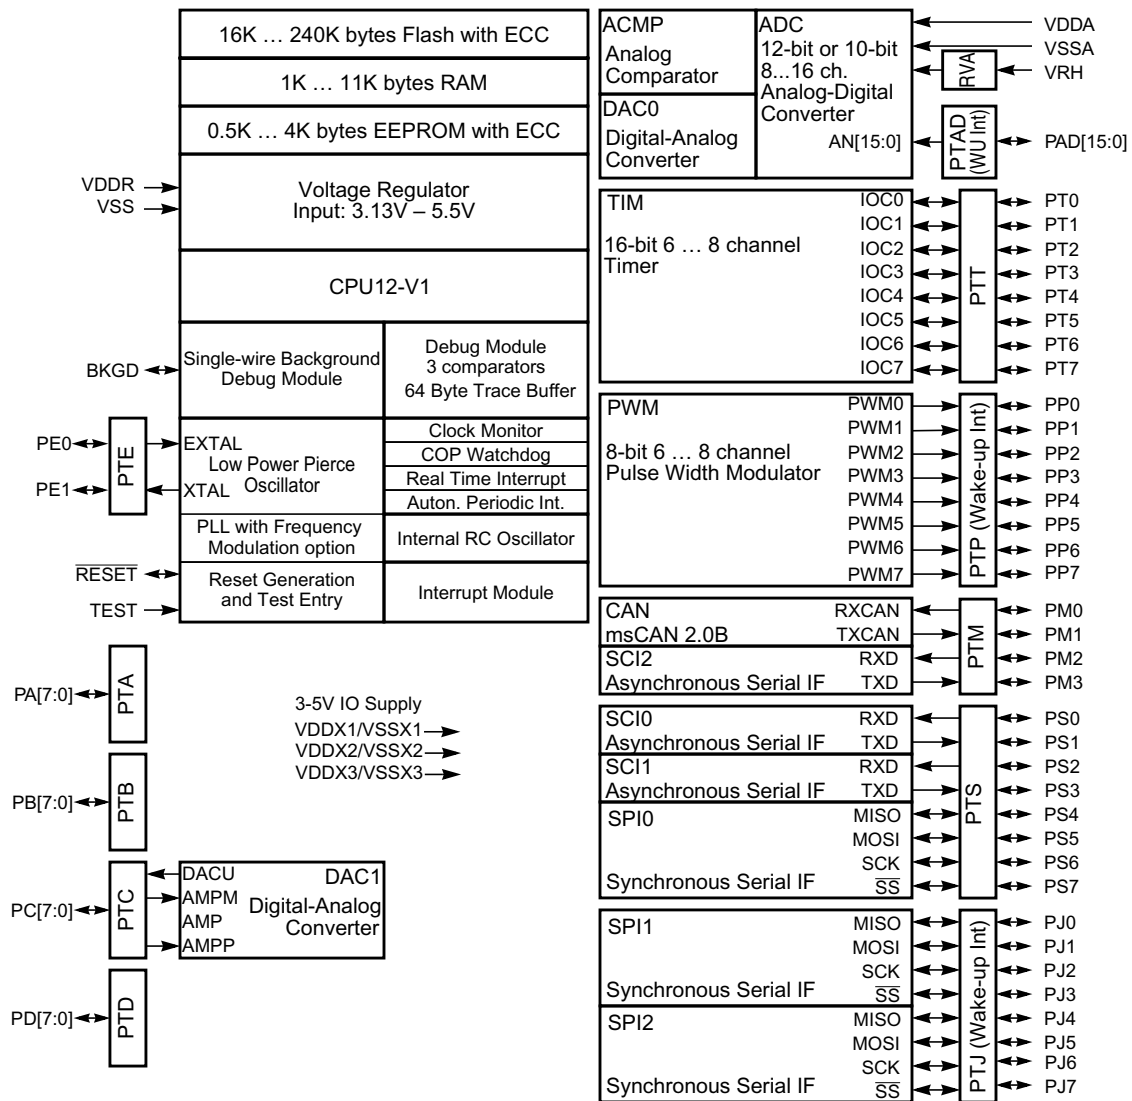 16K … 240K bytes Flash with ECC
1K … 11K bytes RAM
0.5K … 4K bytes EEPROM with ECC
VDDR
VSS
Voltage Regulator
Input: 3.13V – 5.5V
CPU12-V1
BKGD
Single-wire Background
Debug Module
Debug Module
3 comparators
64 Byte Trace Buffer
PE0
PE1
PTE
EXTAL
Low Power Pierce
Oscillator
XTAL
Clock Monitor
COP Watchdog
Real Time Interrupt
Auton. Periodic Int.
PLL with Frequency
Modulation option
Internal RC Oscillator
RESET
TEST
Reset Generation
and Test Entry
Interrupt Module
PA[7:0]
PTA
3-5V IO Supply
VDDX1/VSSX1
VDDX2/VSSX2
VDDX3/VSSX3
PB[7:0]
PTB
PC[7:0]
PTC
DACU
AMPM
AMP
AMPP
DAC1
Digital-Analog
Converter
PD[7:0]
PTD
ACMP
Analog
Comparator
DAC0
Digital-Analog
Converter
ADC
12-bit or 10-bit
8...16 ch.
Analog-Digital
Converter
AN[15:0]
RVA
PTAD
(WU Int)
VDDA
VSSA
VRH
PAD[15:0]
TIM
16-bit 6 … 8 channel
Timer
IOC0
IOC1
IOC2
IOC3
IOC4
IOC5
IOC6
IOC7
PTT
PT0
PT1
PT2
PT3
PT4
PT5
PT6
PT7
PWM
8-bit 6 … 8 channel
Pulse Width Modulator
PWM0
PWM1
PWM2
PWM3
PWM4
PWM5
PWM6
PWM7
PTP (Wake-up Int)
PP0
PP1
PP2
PP3
PP4
PP5
PP6
PP7
CAN
msCAN 2.0B
RXCAN
TXCAN
SCI2
Asynchronous Serial IF
RXD
TXD
PTM
PM0
PM1
PM2
PM3
SCI0
Asynchronous Serial IF
RXD
TXD
SCI1
Asynchronous Serial IF
RXD
TXD
SPI0
Synchronous Serial IF
MISO
MOSI
SCK
SS
PTS
PS0
PS1
PS2
PS3
PS4
PS5
PS6
PS7
SPI1
Synchronous Serial IF
MISO
MOSI
SCK
SS
SPI2
Synchronous Serial IF
MISO
MOSI
SCK
SS
PTJ (Wake-up Int)
PJ0
PJ1
PJ2
PJ3
PJ4
PJ5
PJ6
PJ7